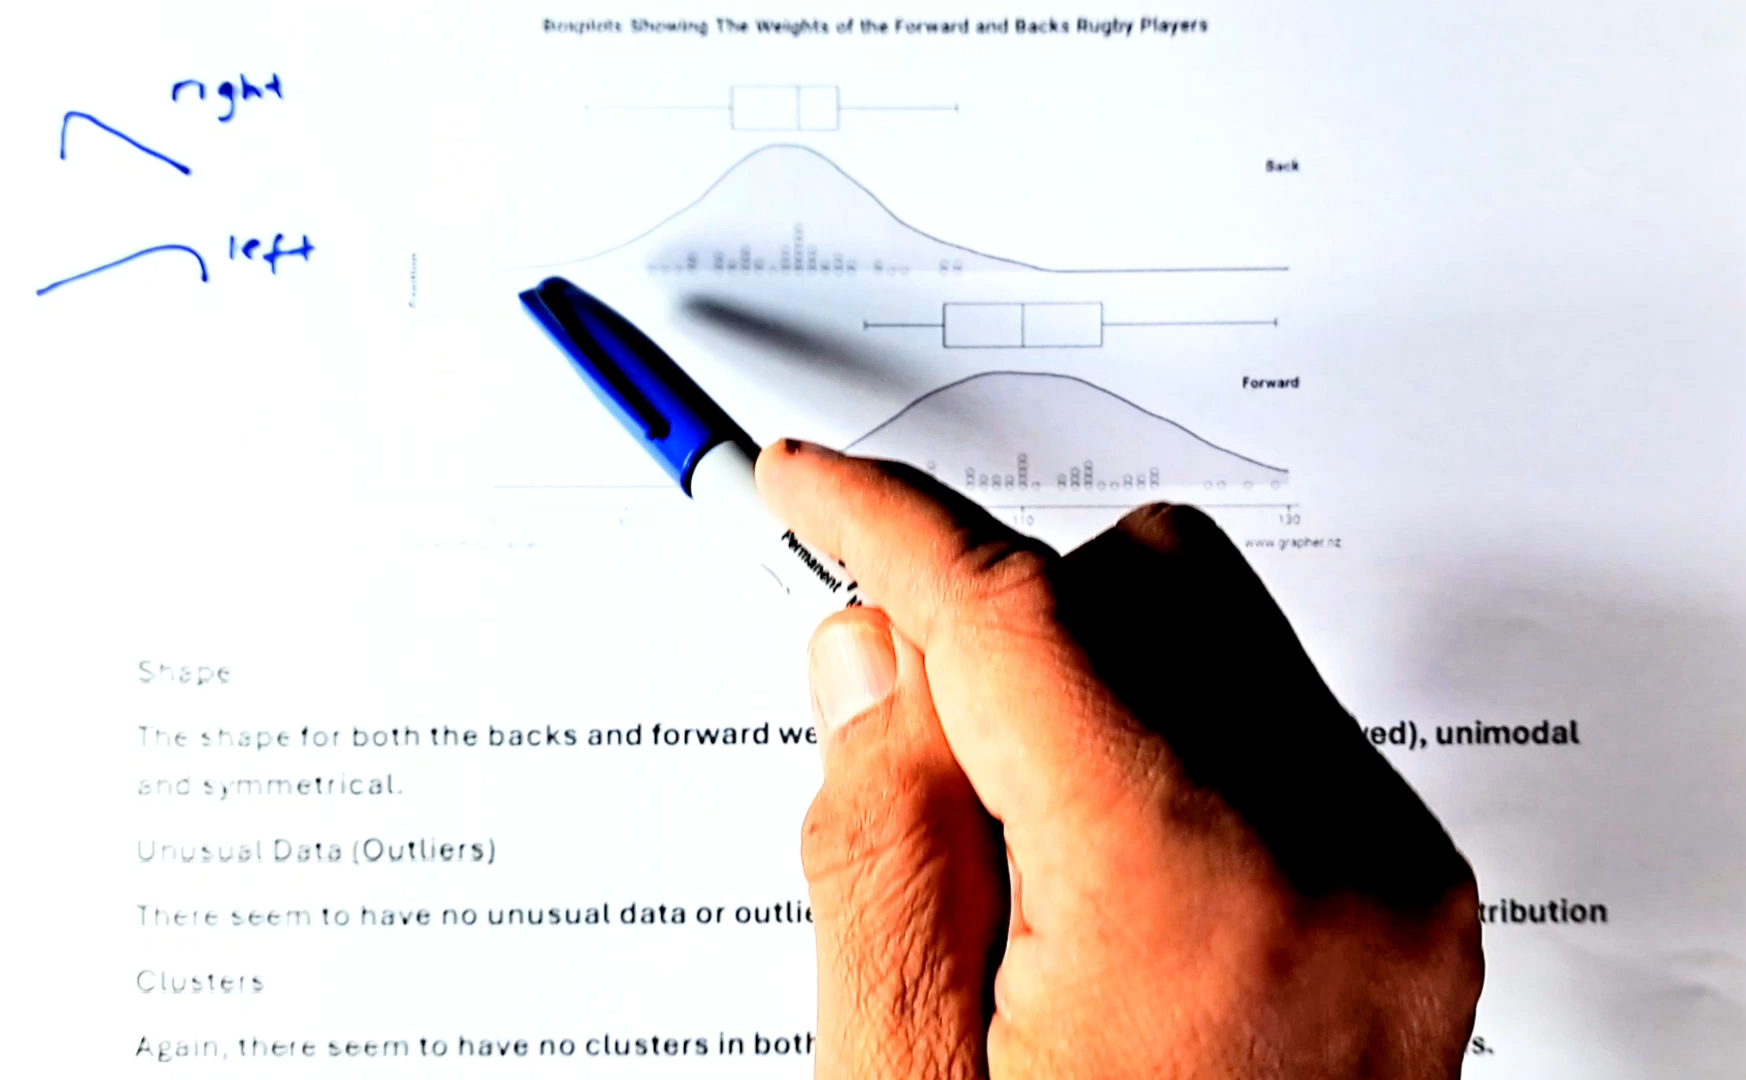 Boxplots Showing The Weights of the Forward and Backs Rugby Players
right
Back
left
Forward
110
130
www.grapher.nz
Permanent
Shape
The shape for both the backs and forward we ed), unimodal
and symmetrical.
Unusual Data (Outliers)
There seem to have no unusual data or outlie tribution
Clusters
Again, there seem to have no clusters in both s.